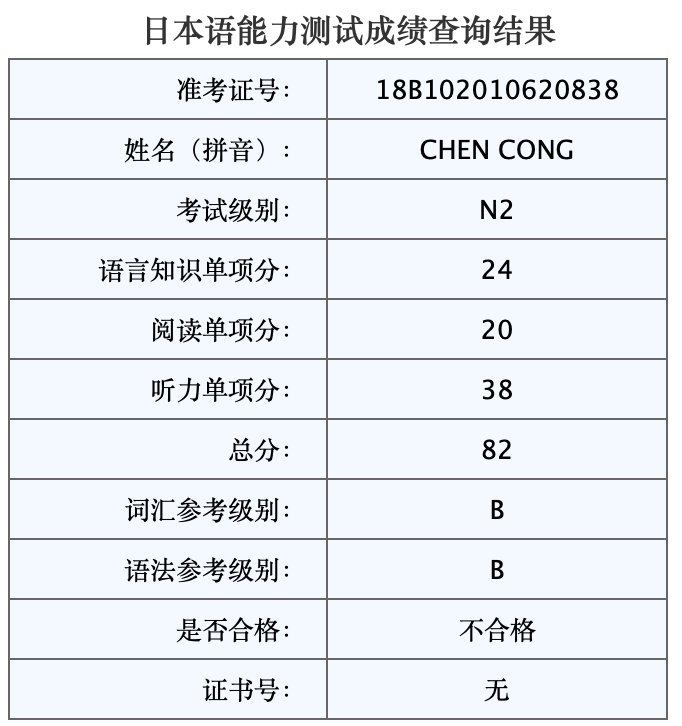 日本语能力测试成绩查询结果
准考证号： 18B102010620838
姓名（拼音）： CHEN CONG
考试级别： N2
语言知识单项分： 24
阅读单项分： 20
听力单项分： 38
总分： 82
词汇参考级别： B
语法参考级别： B
是否合格： 不合格
证书号： 无